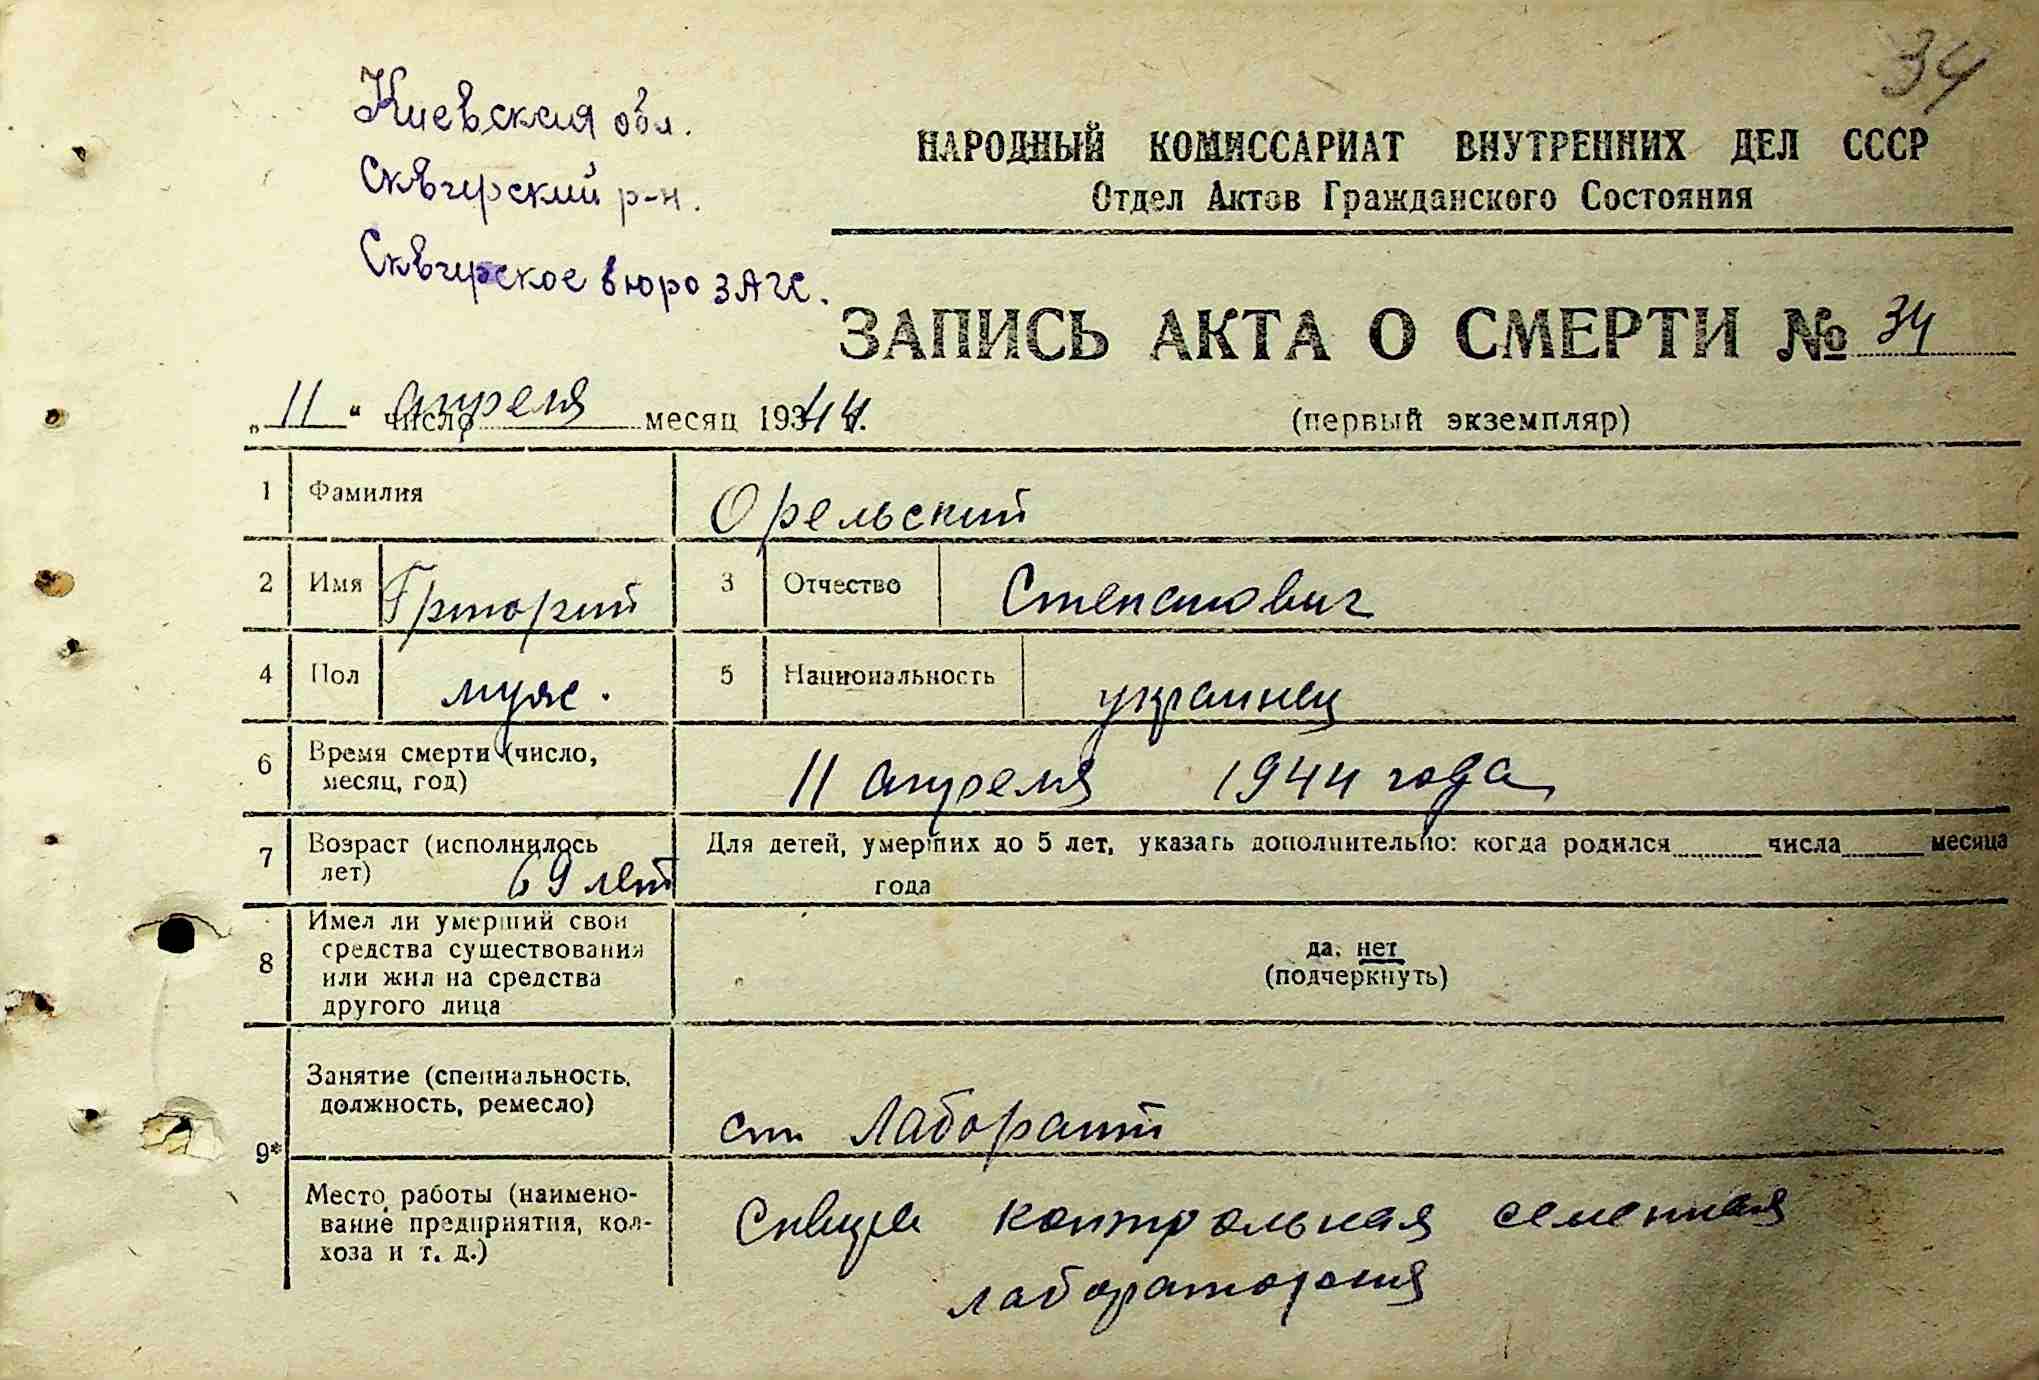 34
Киевская обл.
Сквирский р-н.
Сквирское бюро ЗАГС.
НАРОДНЫЙ КОМИССАРИАТ ВНУТРЕННИХ ДЕЛ СССР
Отдел Актов Гражданского Состояния
ЗАПИСЬ АКТА О СМЕРТИ № 34
„11“ число апреля месяц 1944.
(первый экземпляр)
1 Фамилия Орельский
2 Имя Григорий 3 Отчество Степанович
4 Пол муж. 5 Национальность украинец
6 Время смерти (число, месяц, год) 11 апреля 1944 года
7 Возраст (исполнилось лет) 69 лет Для детей, умерших до 5 лет, указать дополнительно: когда родился числа месяца
года
8 Имел ли умерший свои
средства существования
или жил на средства
другого лица
да, нет
(подчеркнуть)
9* Занятие (специальность,
должность, ремесло)
ст. Лаборант
Место работы (наимено-
вание предприятия, кол-
хоза и т. д.)
контрольная семенная
лаборатория